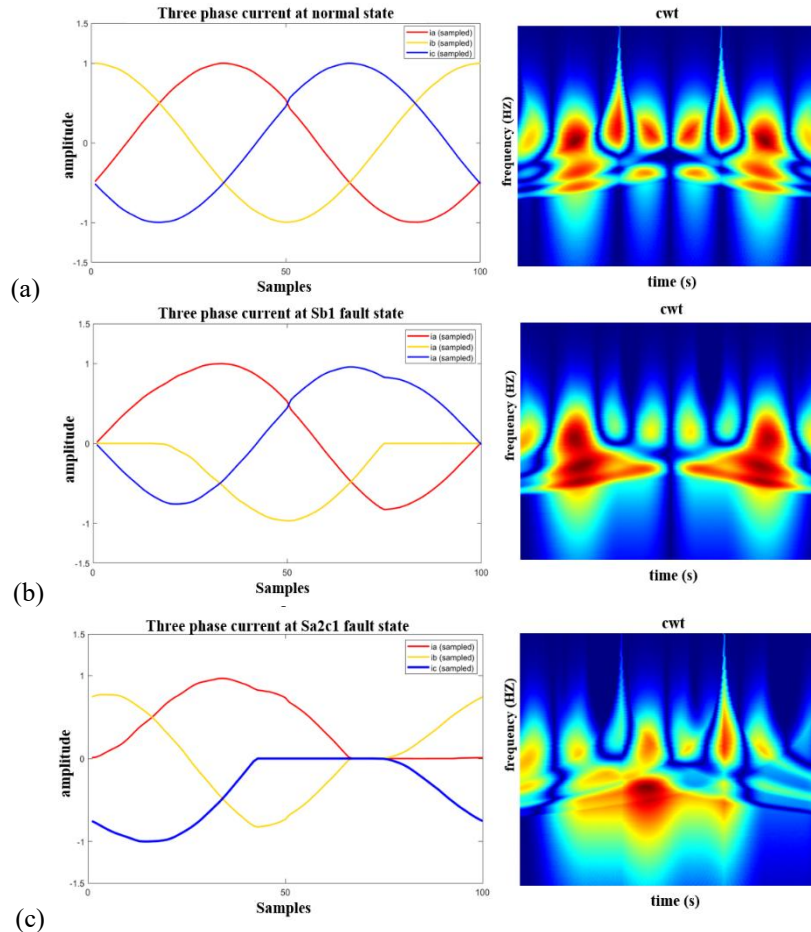 Three phase current at normal state
cwt
1.5
1
0
-1
-1.5
amplitude
ia (sampled)
ib (sampled)
ic (sampled)
0
50
100
Samples
frequency (HZ)
time (s)
(a)
Three phase current at Sb1 fault state
cwt
1.5
1
0
-1
-1.5
amplitude
ia (sampled)
ia (sampled)
ia (sampled)
0
50
100
Samples
frequency (HZ)
time (s)
(b)
Three phase current at Sa2c1 fault state
cwt
1.5
1
0
-1
-1.5
amplitude
ia (sampled)
ib (sampled)
ic (sampled)
0
50
100
Samples
frequency (HZ)
time (s)
(c)